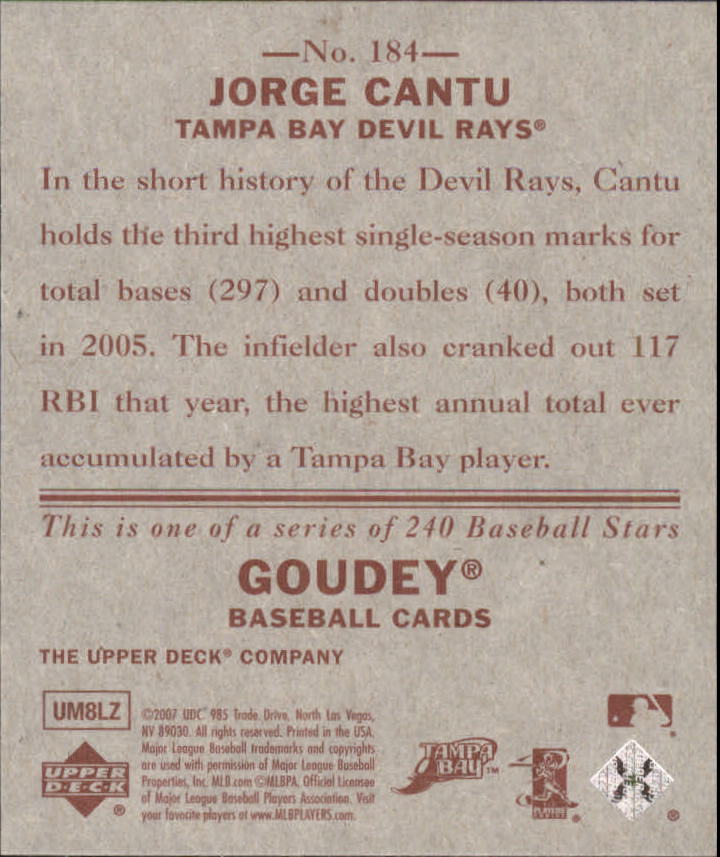 —No. 184—
JORGE CANTU
TAMPA BAY DEVIL RAYS®
In the short history of the Devil Rays, Cantu
holds the third highest single-season marks for
total bases (297) and doubles (40), both set
in 2005. The infielder also cranked out 117
RBI that year, the highest annual total ever
accumulated by a Tampa Bay player.
This is one of a series of 240 Baseball Stars
GOUDEY®
BASEBALL CARDS
THE UPPER DECK® COMPANY
UM8LZ
©2007 UDC 985 Trade Drive, North Las Vegas,
NV 89030. All rights reserved. Printed in the USA.
Major League Baseball trademarks and copyrights
are used with permission of Major League Baseball
Properties, Inc. MLB.com ©MLBPA. Official Licensee
of Major League Baseball Players Association. Visit
your favorite players at www.MLBPLAYERS.com.
UPPER
D·E·C·K
®
TAMPA
BAY™
PLAYERS
CHOICE
®
®